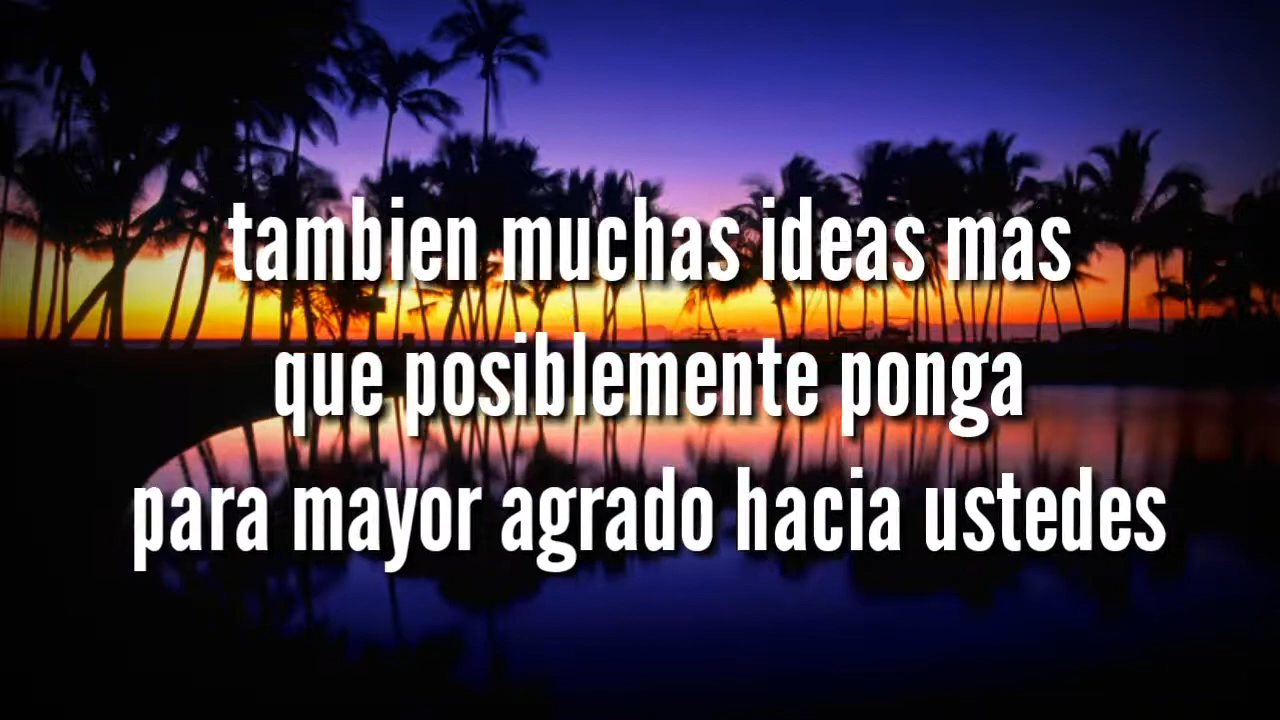 tambien muchas ideas mas
que posiblemente ponga
para mayor agrado hacia ustedes